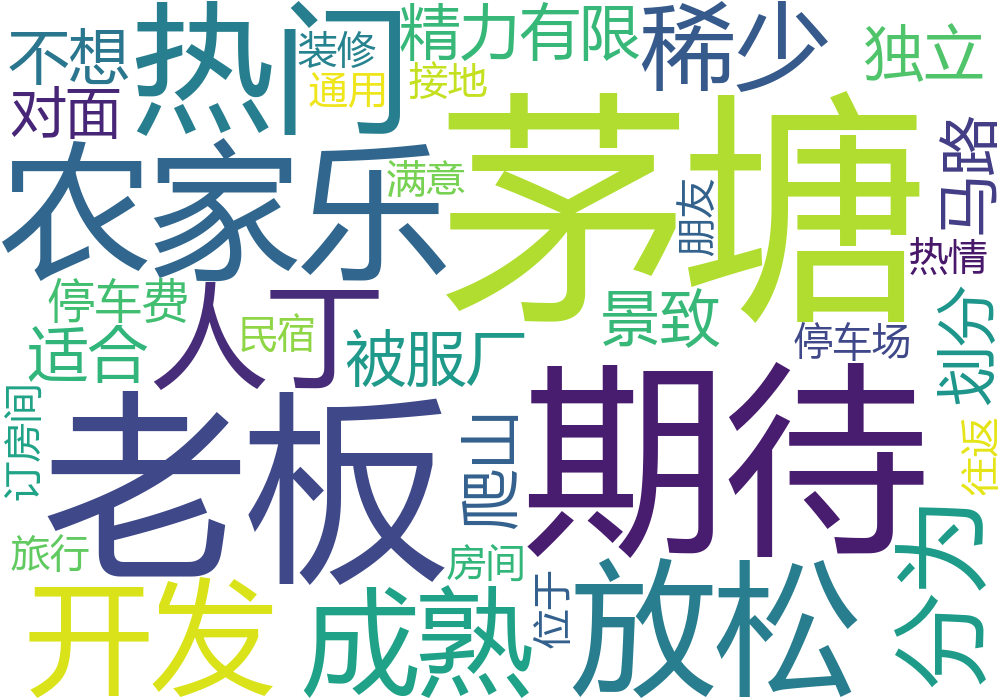 不想
热门
装修
精力有限
稀少
独立
对面
通用
接地
农家乐
茅塘
满意
朋友
马路
热情
停车费
人丁
景致
适合
民宿
被服厂
停车场
划分
老板
期待
订房间
爬山
往返
旅行
房间
分为
开发
成熟
位于
放松